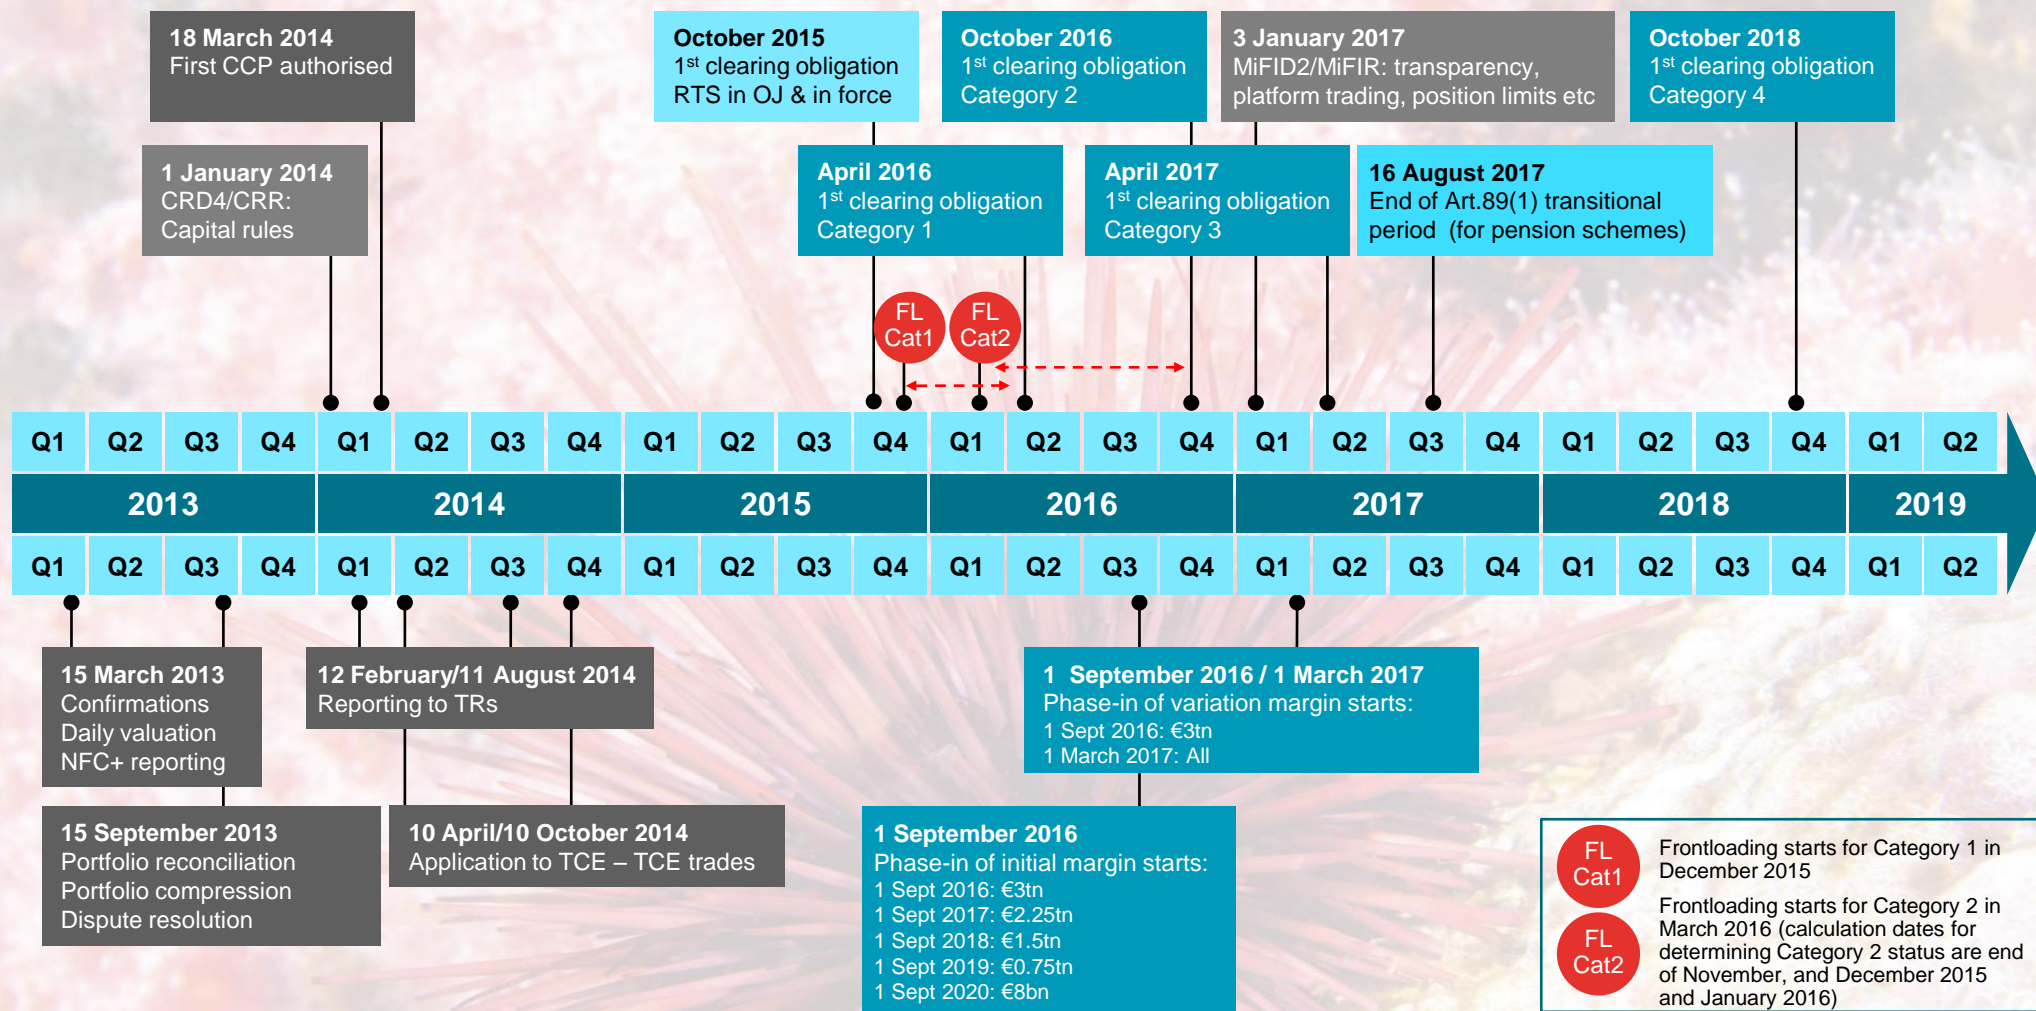 18 March 2014
First CCP authorised
October 2015
1st clearing obligation
RTS in OJ & in force
October 2016
1st clearing obligation
Category 2
3 January 2017
MiFID2/MiFIR: transparency,
platform trading, position limits etc
October 2018
1st clearing obligation
Category 4
1 January 2014
CRD4/CRR:
Capital rules
April 2016
1st clearing obligation
Category 1
April 2017
1st clearing obligation
Category 3
16 August 2017
End of Art.89(1) transitional
period (for pension schemes)
FL
Cat1
FL
Cat2
Q1 Q2 Q3 Q4 Q1 Q2 Q3 Q4 Q1 Q2 Q3 Q4 Q1 Q2 Q3 Q4 Q1 Q2 Q3 Q4 Q1 Q2 Q3 Q4 Q1 Q2
2013 2014 2015 2016 2017 2018 2019
Q1 Q2 Q3 Q4 Q1 Q2 Q3 Q4 Q1 Q2 Q3 Q4 Q1 Q2 Q3 Q4 Q1 Q2 Q3 Q4 Q1 Q2 Q3 Q4 Q1 Q2
15 March 2013
Confirmations
Daily valuation
NFC+ reporting
12 February/11 August 2014
Reporting to TRs
1 September 2016 / 1 March 2017
Phase-in of variation margin starts:
1 Sept 2016: €3tn
1 March 2017: All
15 September 2013
Portfolio reconciliation
Portfolio compression
Dispute resolution
10 April/10 October 2014
Application to TCE – TCE trades
1 September 2016
Phase-in of initial margin starts:
1 Sept 2016: €3tn
1 Sept 2017: €2.25tn
1 Sept 2018: €1.5tn
1 Sept 2019: €0.75tn
1 Sept 2020: €8bn
FL
Cat1
Frontloading starts for Category 1 in
December 2015
FL
Cat2
Frontloading starts for Category 2 in
March 2016 (calculation dates for
determining Category 2 status are end
of November, and December 2015
and January 2016)